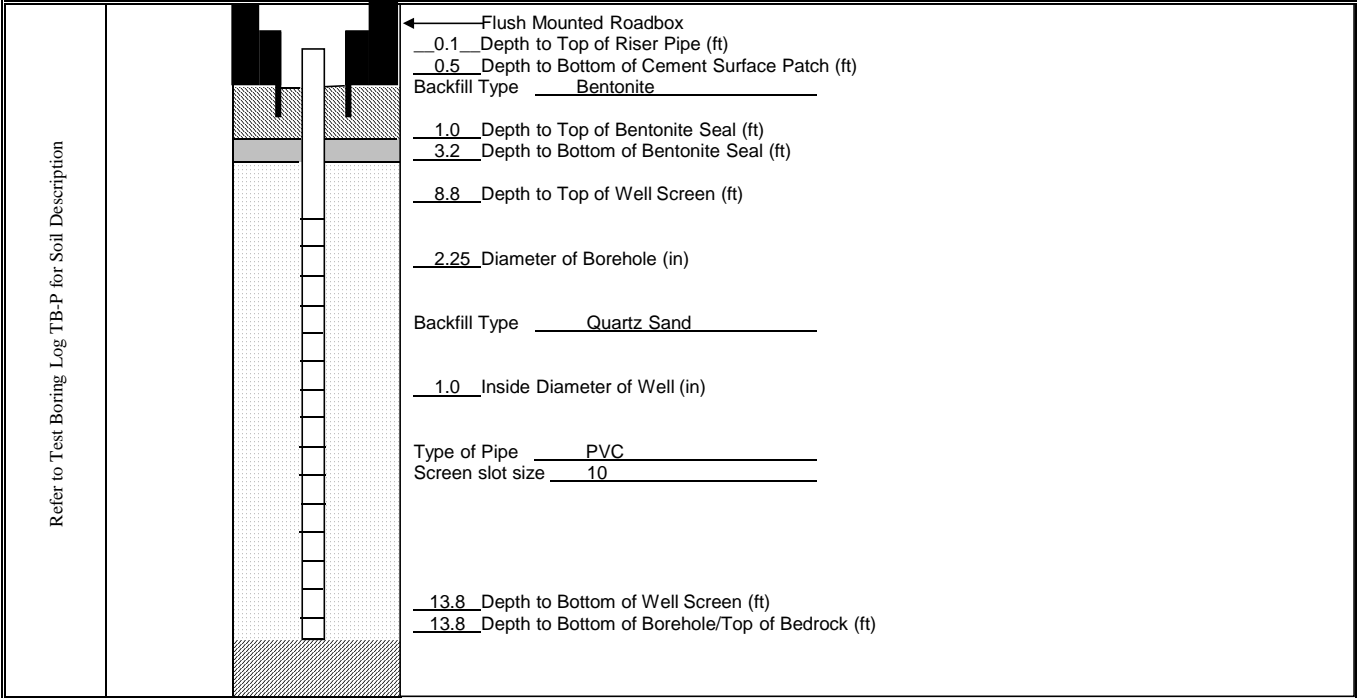 Flush Mounted Roadbox
__0.1__Depth to Top of Riser Pipe (ft)
0.5 Depth to Bottom of Cement Surface Patch (ft)
Backfill Type Bentonite
1.0 Depth to Top of Bentonite Seal (ft)
3.2 Depth to Bottom of Bentonite Seal (ft)
8.8 Depth to Top of Well Screen (ft)
2.25 Diameter of Borehole (in)
Backfill Type Quartz Sand
1.0 Inside Diameter of Well (in)
Type of Pipe PVC
Screen slot size 10
13.8 Depth to Bottom of Well Screen (ft)
13.8 Depth to Bottom of Borehole/Top of Bedrock (ft)
Refer to Test Boring Log TB-P for Soil Description